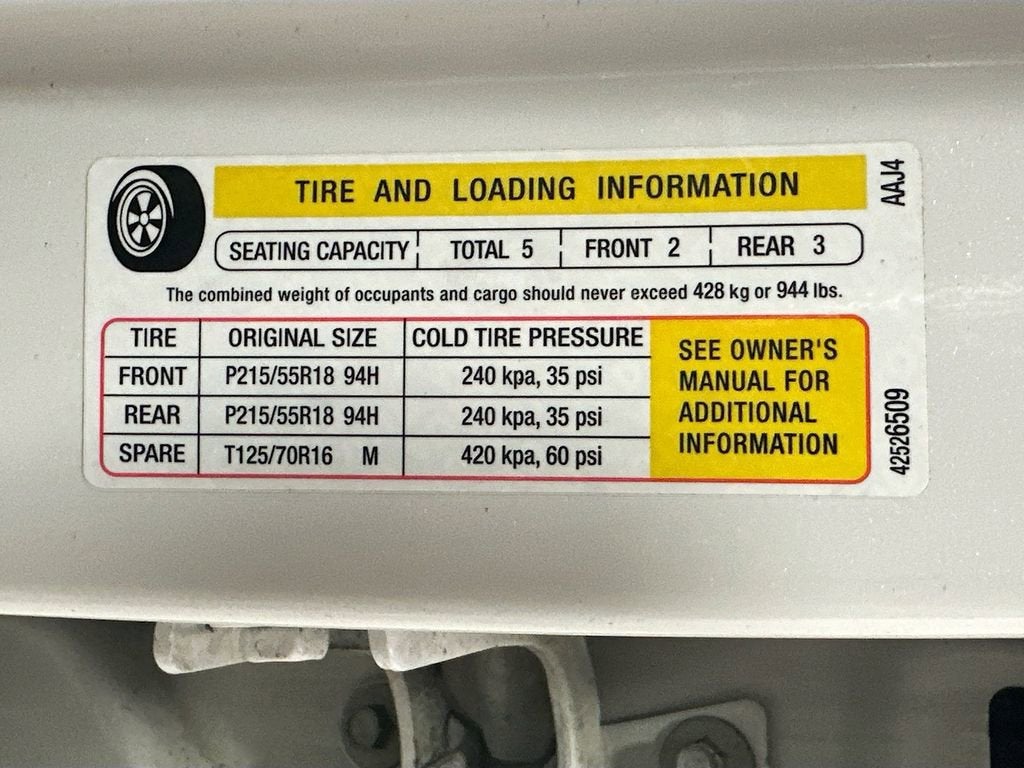 TIRE AND LOADING INFORMATION
AAJ4
SEATING CAPACITY TOTAL 5 FRONT 2 REAR 3
The combined weight of occupants and cargo should never exceed 428 kg or 944 lbs.
TIRE ORIGINAL SIZE COLD TIRE PRESSURE
FRONT P215/55R18 94H 240 kpa, 35 psi
REAR P215/55R18 94H 240 kpa, 35 psi
SPARE T125/70R16 M 420 kpa, 60 psi
SEE OWNER'S
MANUAL FOR
ADDITIONAL
INFORMATION
42526509